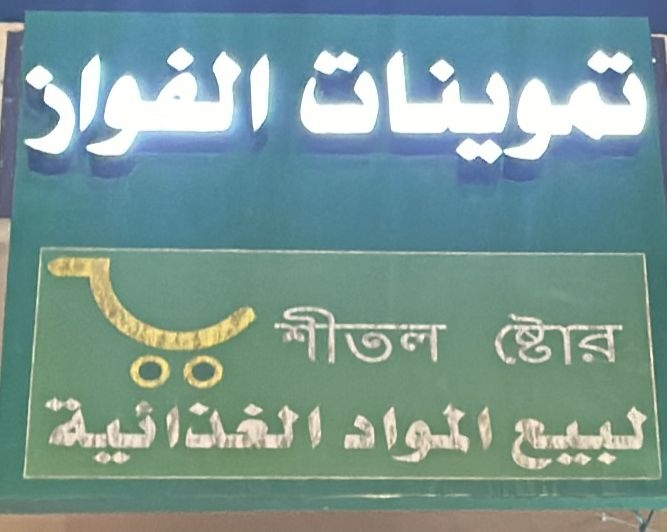 تموينات الفواز
শীতল ষ্টোর
لبيع المواد الغذائية